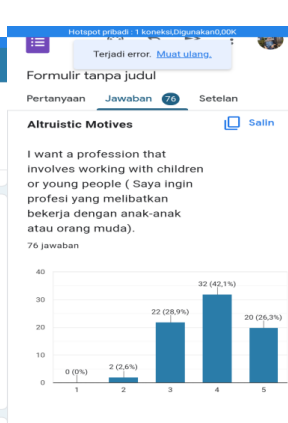 Hotspot pribadi : 1 koneksi,Digunakan0,00K
Terjadi error. Muat ulang.
Formulir tanpa judul
Pertanyaan Jawaban 76 Setelan
Altruistic Motives Salin
I want a profession that
involves working with children
or young people ( Saya ingin
profesi yang melibatkan
bekerja dengan anak-anak
atau orang muda).
76 jawaban
40
30
20
10
0
0 (0%)
2 (2,6%)
22 (28,9%)
32 (42,1%)
20 (26,3%)
1 2 3 4 5